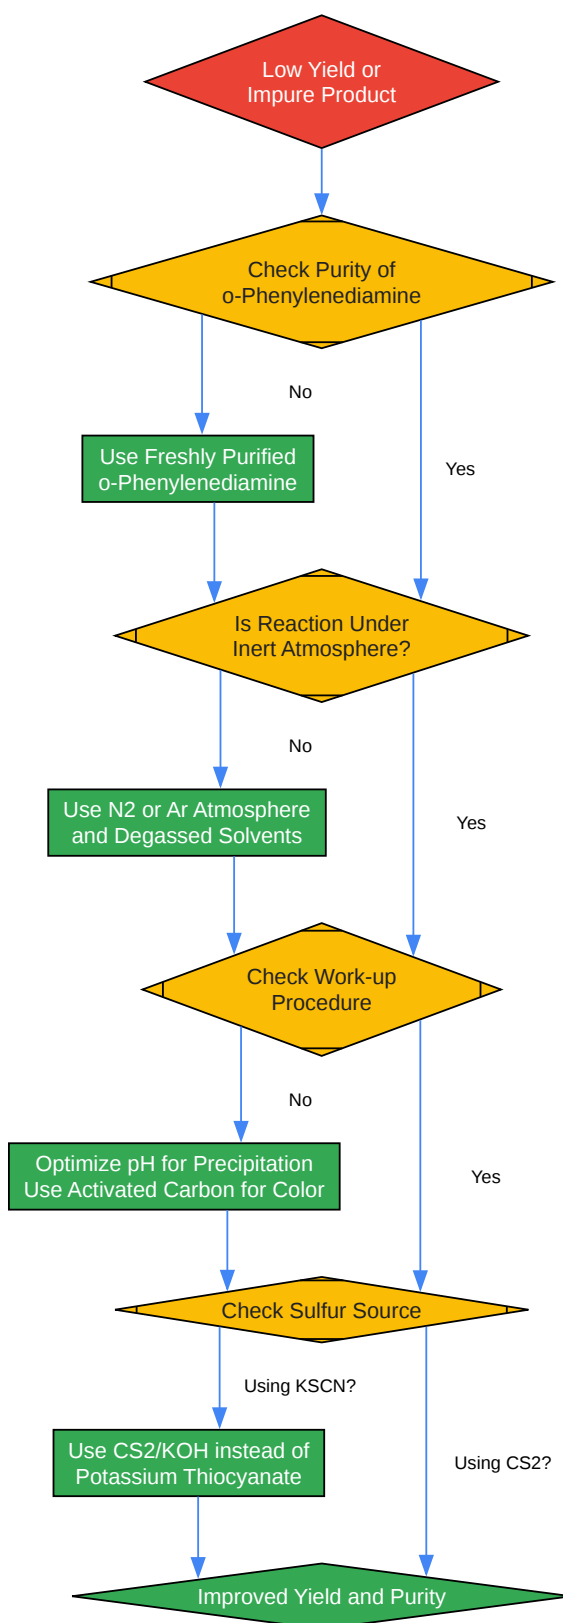 Low Yield or
Impure Product
Check Purity of
o-Phenylenediamine
No
Use Freshly Purified
o-Phenylenediamine
Yes
Is Reaction Under
Inert Atmosphere?
No
Use N2 or Ar Atmosphere
and Degassed Solvents
Yes
Check Work-up
Procedure
No
Optimize pH for Precipitation
Use Activated Carbon for Color
Yes
Check Sulfur Source
Using KSCN?
Use CS2/KOH instead of
Potassium Thiocyanate
Using CS2?
Improved Yield and Purity